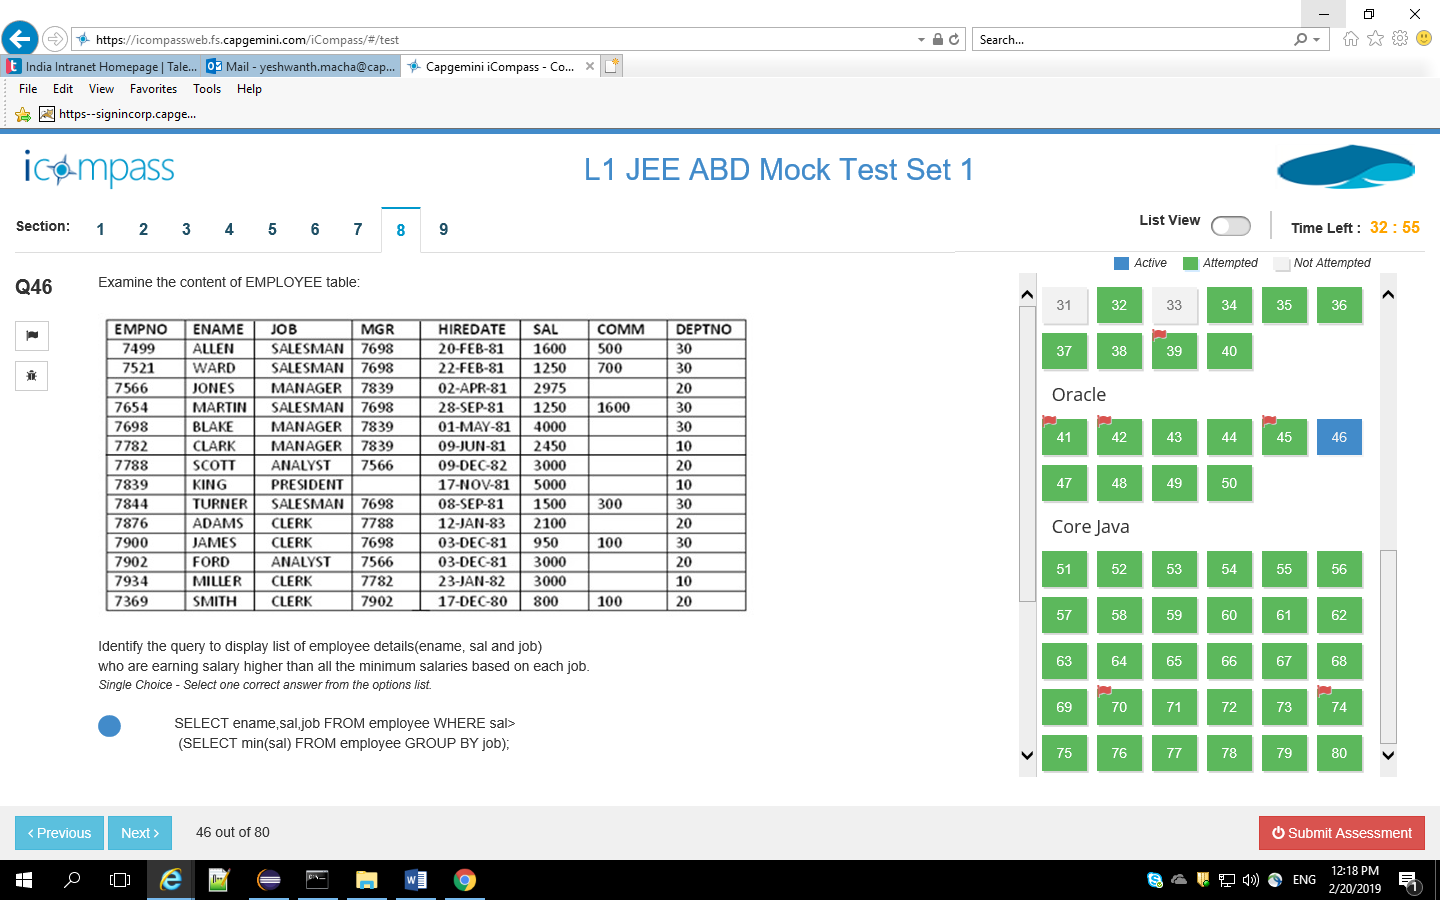 https://icompassweb.fs.capgemini.com/iCompass/#/test
Search...
India Intranet Homepage | Tale...
Mail - yeshwanth.macha@cap...
Capgemini iCompass - Co...
File Edit View Favorites Tools Help
https--signincorp.capge...
icompass
L1 JEE ABD Mock Test Set 1
Section: 1 2 3 4 5 6 7 8 9
List View
Time Left : 32 : 55
Active Attempted Not Attempted
Q46
Examine the content of EMPLOYEE table:
EMPNO ENAME JOB MGR HIREDATE SAL COMM DEPTNO
7499 ALLEN SALESMAN 7698 20-FEB-81 1600 500 30
7521 WARD SALESMAN 7698 22-FEB-81 1250 700 30
7566 JONES MANAGER 7839 02-APR-81 2975 20
7654 MARTIN SALESMAN 7698 28-SEP-81 1250 1600 30
7698 BLAKE MANAGER 7839 01-MAY-81 4000 30
7782 CLARK MANAGER 7839 09-JUN-81 2450 10
7788 SCOTT ANALYST 7566 09-DEC-82 3000 20
7839 KING PRESIDENT 17-NOV-81 5000 10
7844 TURNER SALESMAN 7698 08-SEP-81 1500 300 30
7876 ADAMS CLERK 7788 12-JAN-83 2100 20
7900 JAMES CLERK 7698 03-DEC-81 950 100 30
7902 FORD ANALYST 7566 03-DEC-81 3000 20
7934 MILLER CLERK 7782 23-JAN-82 3000 10
7369 SMITH CLERK 7902 17-DEC-80 800 100 20
Identify the query to display list of employee details(ename, sal and job)
who are earning salary higher than all the minimum salaries based on each job.
Single Choice - Select one correct answer from the options list.
SELECT ename,sal,job FROM employee WHERE sal>
(SELECT min(sal) FROM employee GROUP BY job);
31 32 33 34 35 36
37 38 39 40
Oracle
41 42 43 44 45 46
47 48 49 50
Core Java
51 52 53 54 55 56
57 58 59 60 61 62
63 64 65 66 67 68
69 70 71 72 73 74
75 76 77 78 79 80
‹ Previous
Next ›
46 out of 80
Submit Assessment
ENG
12:18 PM
2/20/2019
1